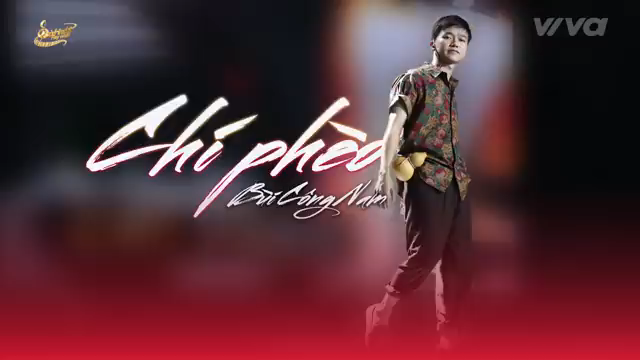 VIVA
Chí phèo
Bùi Công Nam